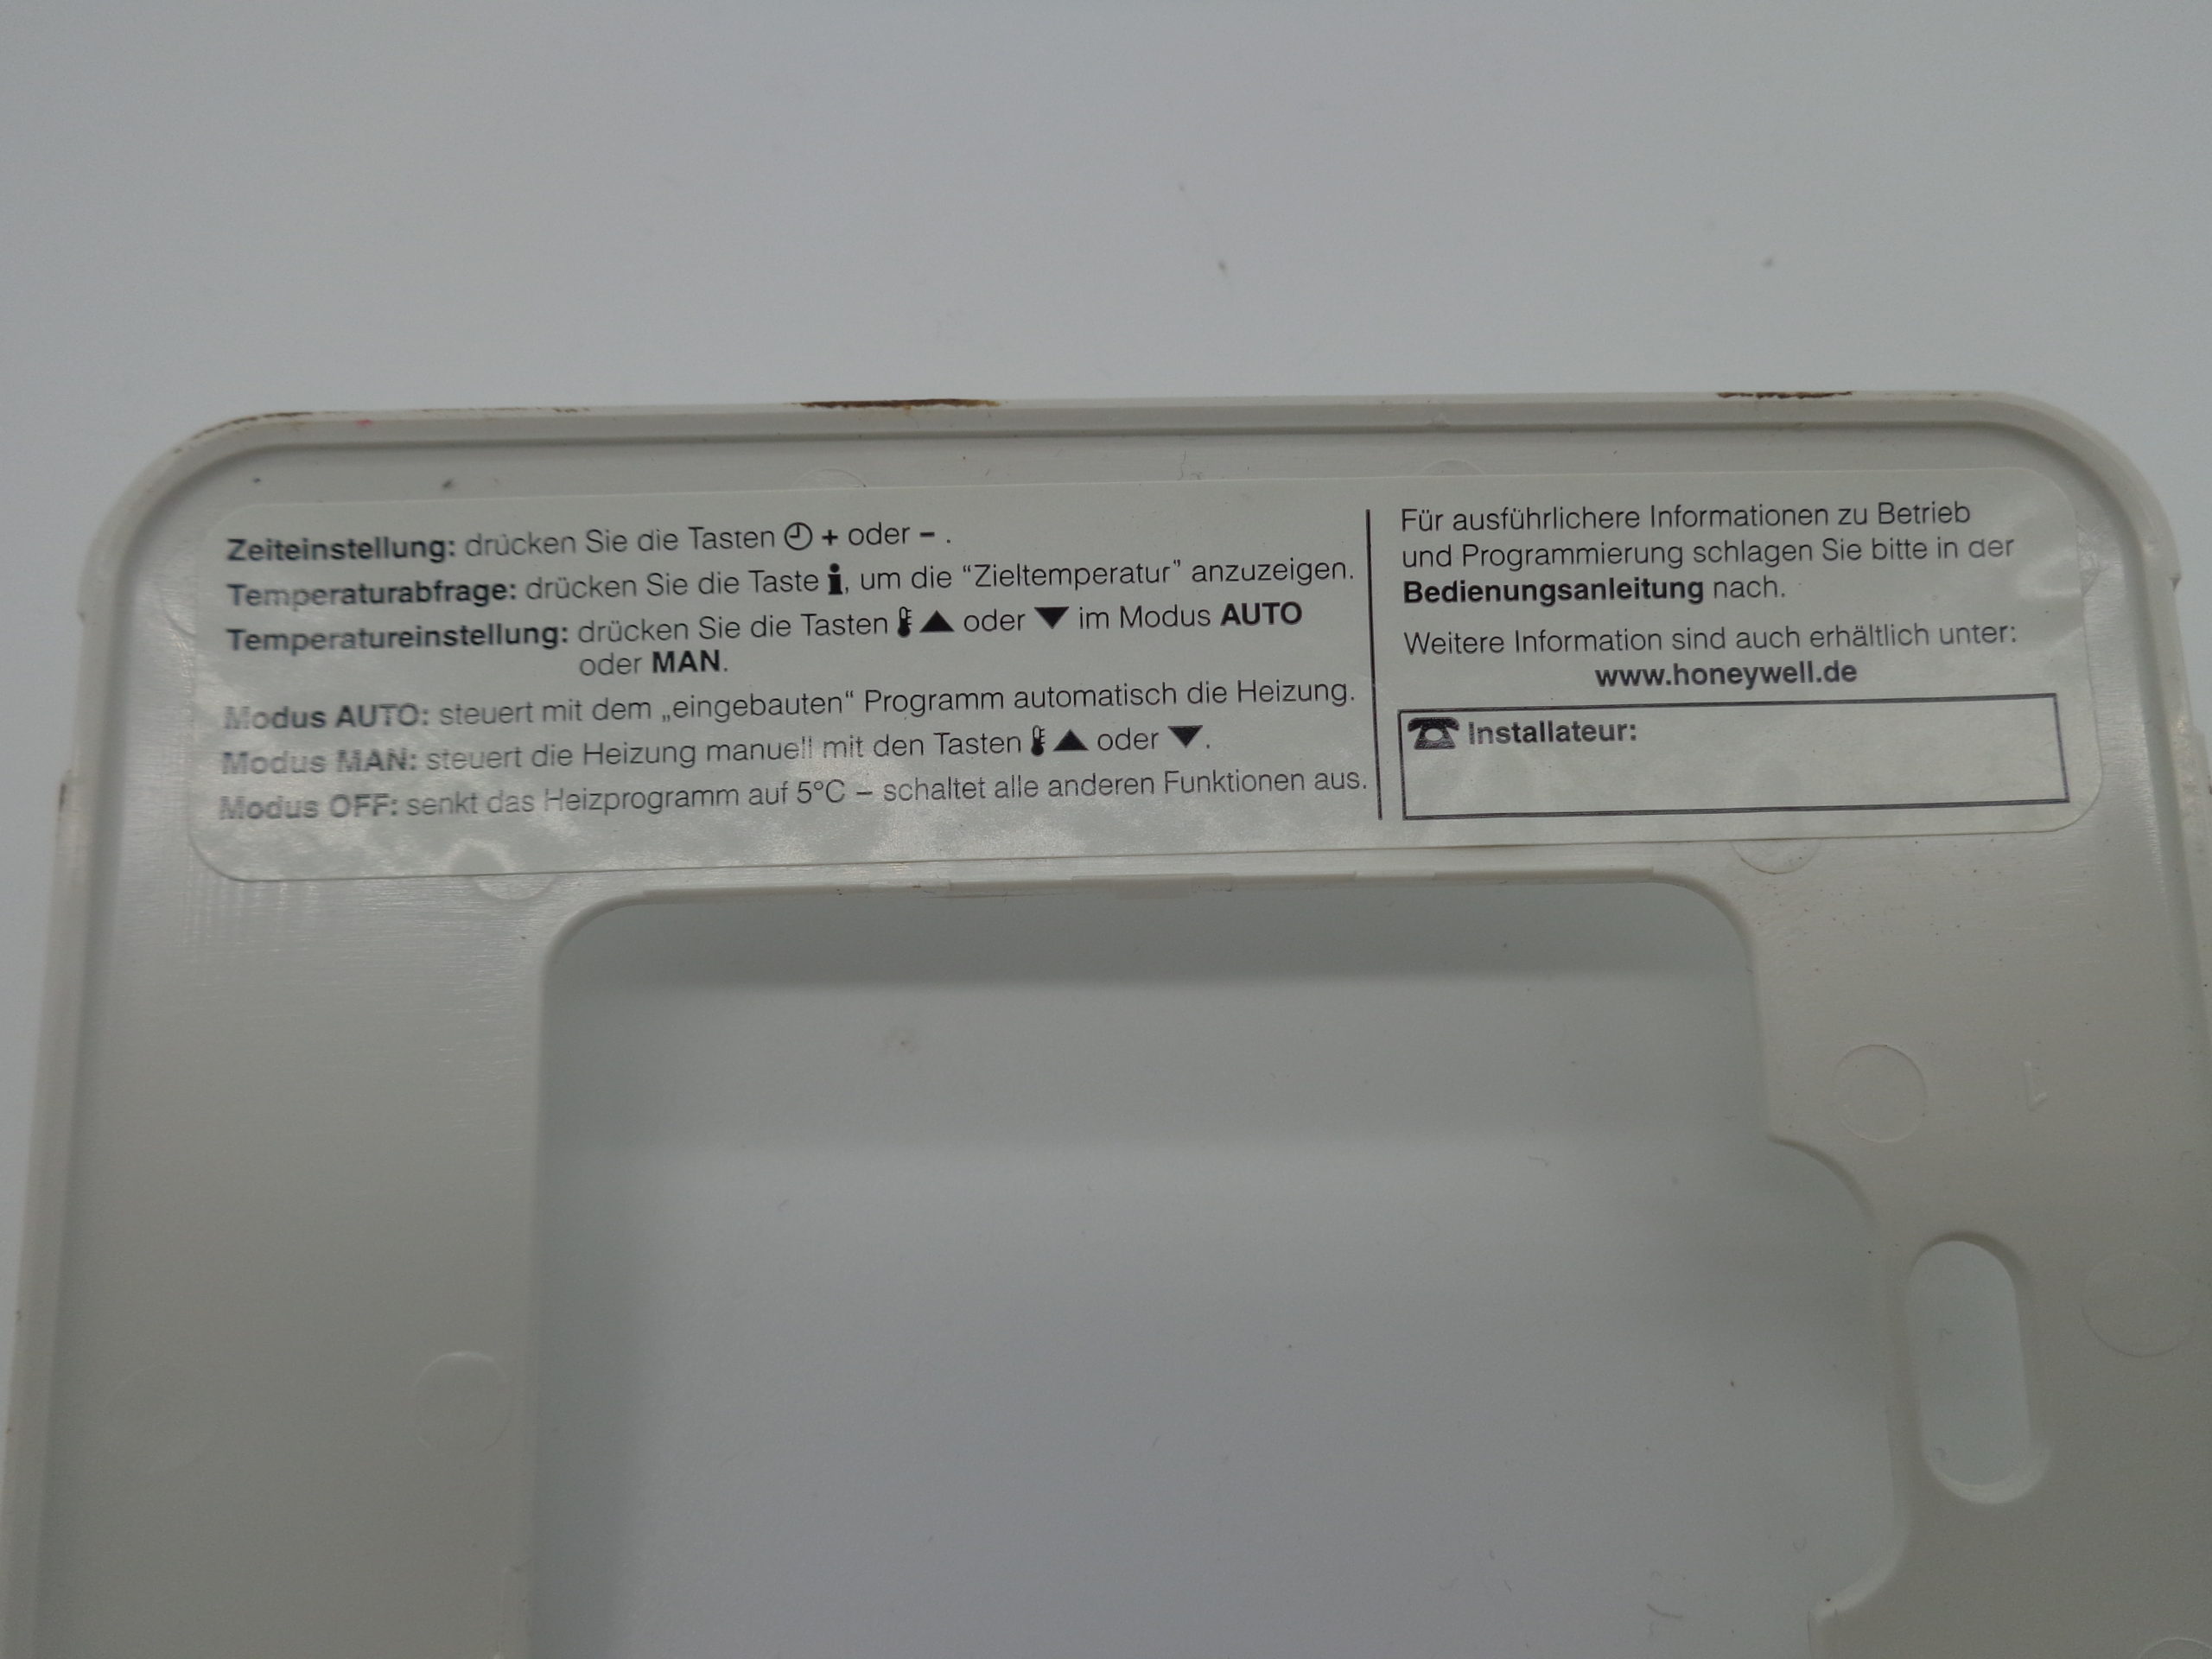 Zeiteinstellung: drücken Sie die Tasten + oder – .
Temperaturabfrage: drücken Sie die Taste i, um die “Zieltemperatur” anzuzeigen.
Temperatureinstellung: drücken Sie die Tasten ▲ oder ▼ im Modus AUTO
oder MAN.
Modus AUTO: steuert mit dem „eingebauten“ Programm automatisch die Heizung.
Modus MAN: steuert die Heizung manuell mit den Tasten ▲ oder ▼.
Modus OFF: senkt das Heizprogramm auf 5°C – schaltet alle anderen Funktionen aus.
Für ausführlichere Informationen zu Betrieb
und Programmierung schlagen Sie bitte in der
Bedienungsanleitung nach.
Weitere Information sind auch erhältlich unter:
www.honeywell.de
Installateur: